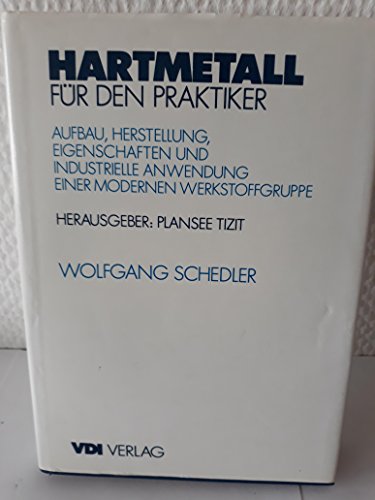 HARTMETALL
FÜR DEN PRAKTIKER
AUFBAU, HERSTELLUNG,
EIGENSCHAFTEN UND
INDUSTRIELLE ANWENDUNG
EINER MODERNEN WERKSTOFFGRUPPE
HERAUSGEBER: PLANSEE TIZIT
WOLFGANG SCHEDLER
VDI VERLAG